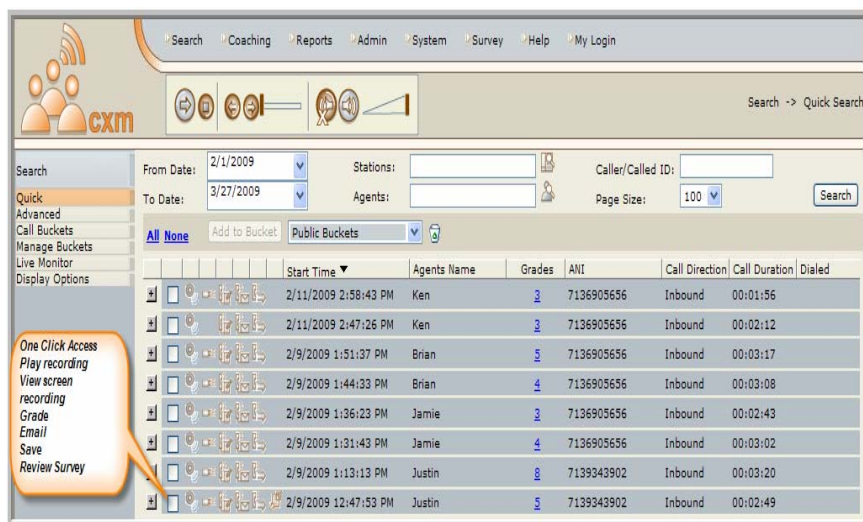 Search Coaching Reports Admin System Survey Help My Login
cxm
Search -> Quick Search
Search
Quick
Advanced
Call Buckets
Manage Buckets
Live Monitor
Display Options
From Date: 2/1/2009 Stations: Caller/Called ID:
To Date: 3/27/2009 Agents: Page Size: 100 Search
All None Add to Bucket Public Buckets
Start Time Agents Name Grades ANI Call Direction Call Duration Dialed
2/11/2009 2:58:43 PM Ken 3 7136905656 Inbound 00:01:56
2/11/2009 2:47:26 PM Ken 3 7136905656 Inbound 00:02:12
2/9/2009 1:51:37 PM Brian 5 7136905656 Inbound 00:03:17
2/9/2009 1:44:33 PM Brian 4 7136905656 Inbound 00:03:08
2/9/2009 1:36:23 PM Jamie 3 7136905656 Inbound 00:02:43
2/9/2009 1:31:43 PM Jamie 4 7136905656 Inbound 00:03:02
2/9/2009 1:13:13 PM Justin 8 7139343902 Inbound 00:03:20
2/9/2009 12:47:53 PM Justin 5 7139343902 Inbound 00:02:49
One Click Access
Play recording
View screen
recording
Grade
Email
Save
Review Survey